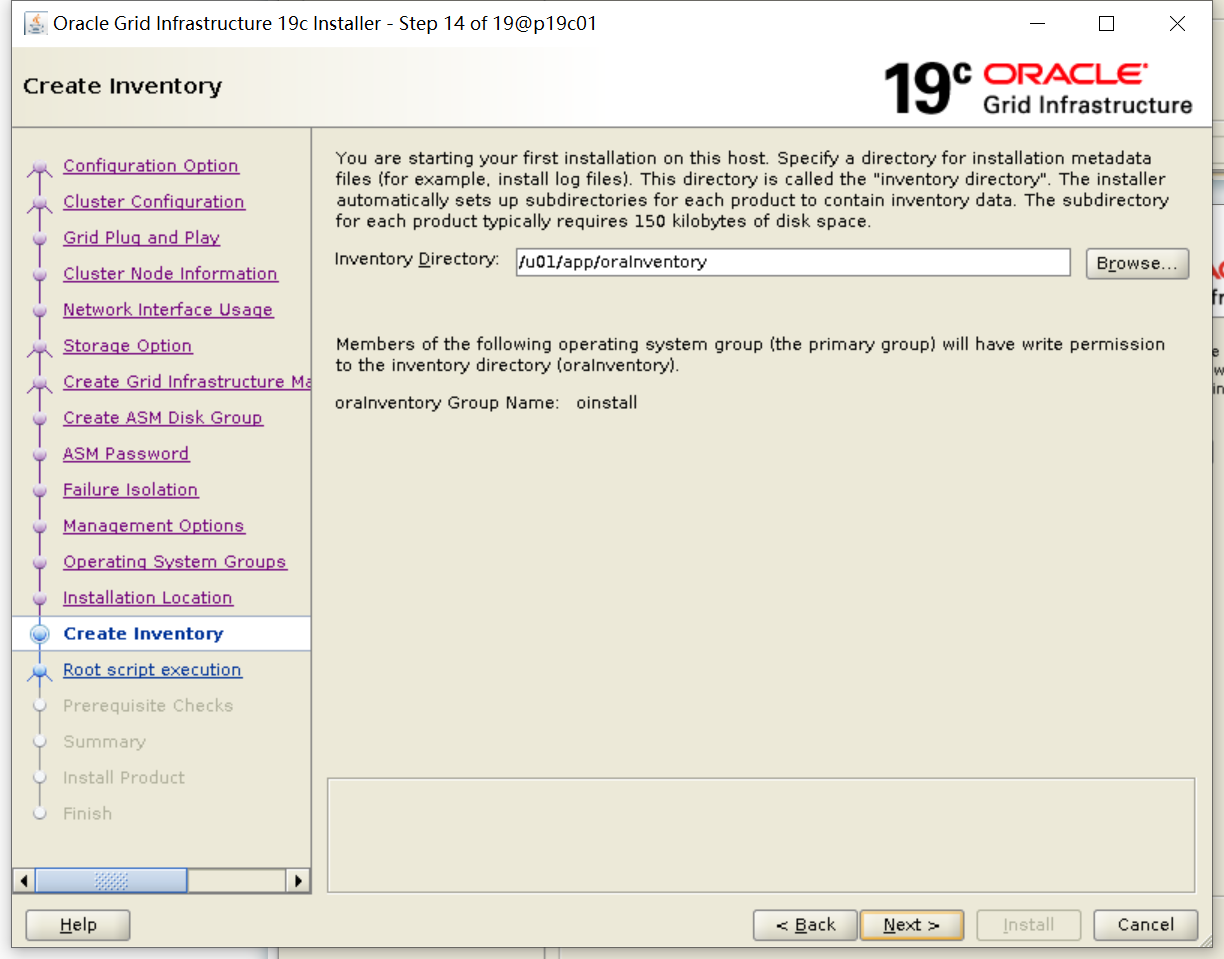 Oracle Grid Infrastructure 19c Installer - Step 14 of 19@p19c01
Create Inventory
19c ORACLE
Grid Infrastructure
Configuration Option
Cluster Configuration
Grid Plug and Play
Cluster Node Information
Network Interface Usage
Storage Option
Create Grid Infrastructure Ma
Create ASM Disk Group
ASM Password
Failure Isolation
Management Options
Operating System Groups
Installation Location
Create Inventory
Root script execution
Prerequisite Checks
Summary
Install Product
Finish
You are starting your first installation on this host. Specify a directory for installation metadata
files (for example, install log files). This directory is called the "inventory directory". The installer
automatically sets up subdirectories for each product to contain inventory data. The subdirectory
for each product typically requires 150 kilobytes of disk space.
Inventory Directory: /u01/app/oraInventory Browse...
Members of the following operating system group (the primary group) will have write permission
to the inventory directory (oraInventory).
oraInventory Group Name: oinstall
Help < Back Next > Install Cancel